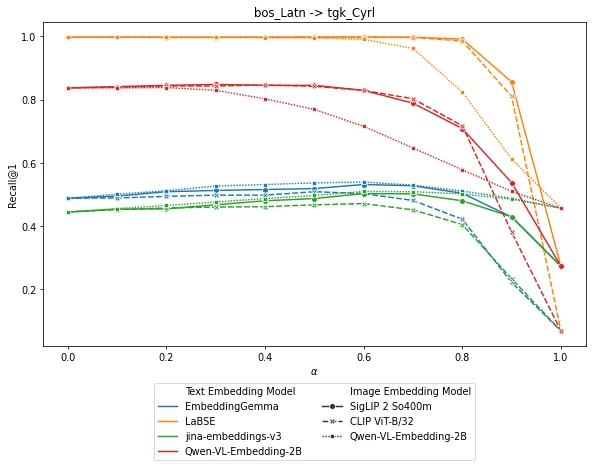 bos_Latn -> tgk_Cyrl
Recall@1
1.0
0.8
0.6
0.4
0.2
0.0 0.2 0.4 0.6 0.8 1.0
α
Text Embedding Model Image Embedding Model
EmbeddingGemma SigLIP 2 So400m
LaBSE CLIP ViT-B/32
jina-embeddings-v3 Qwen-VL-Embedding-2B
Qwen-VL-Embedding-2B